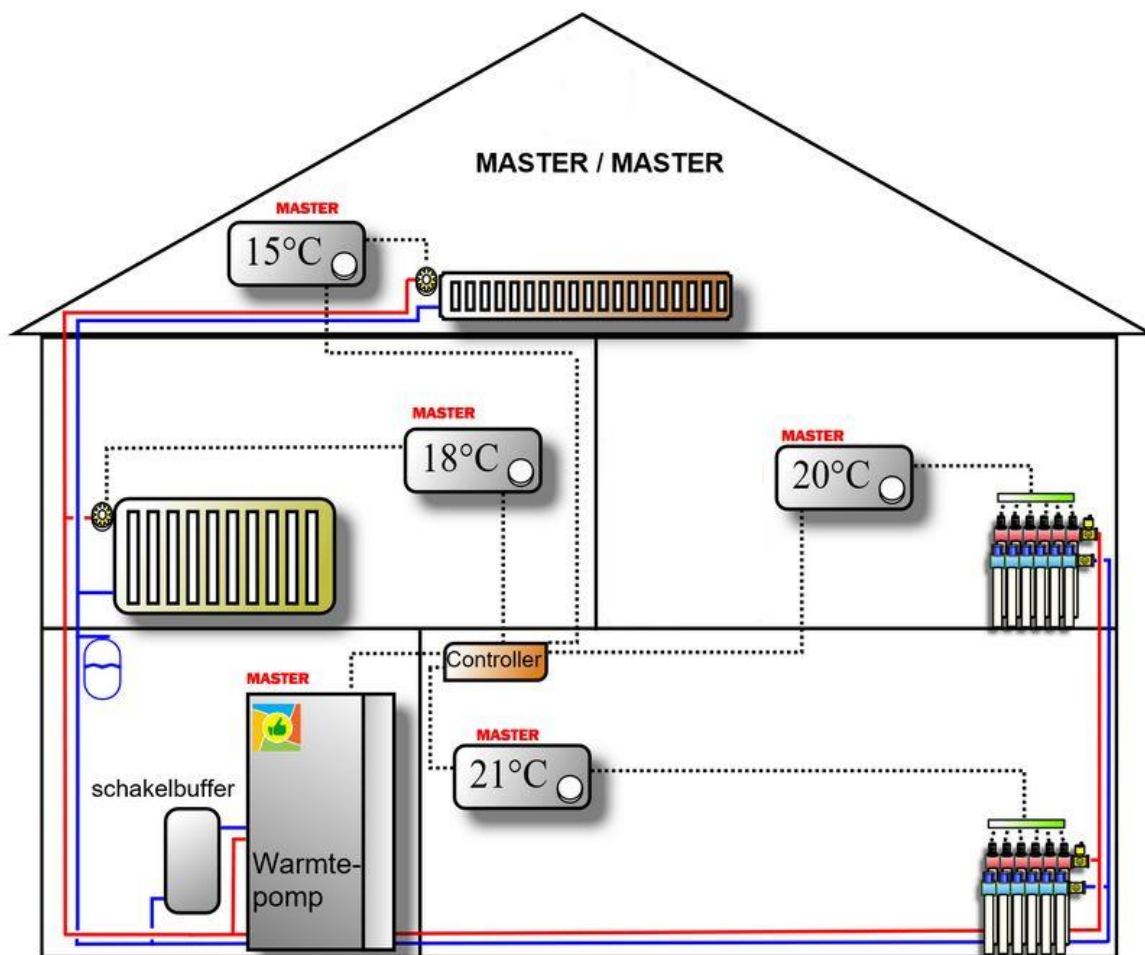 MASTER / MASTER
MASTER
15°C
MASTER
18°C
MASTER
20°C
Controller
MASTER
MASTER
21°C
schakelbuffer
Warmte-
pomp